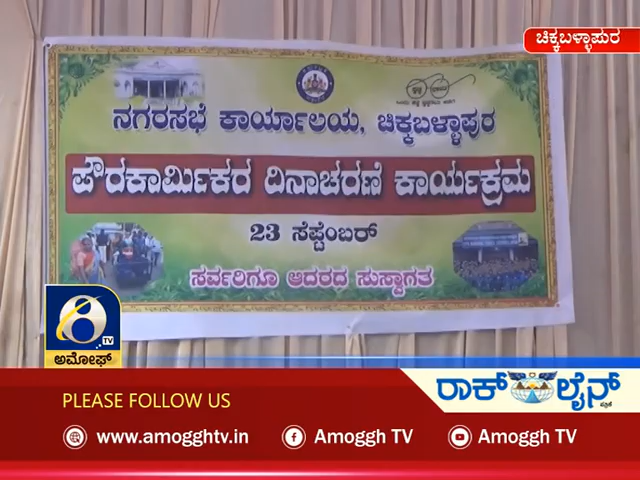 ಚಿಕ್ಕಬಳ್ಳಾಪುರ
ನಗರಸಭೆ ಕಾರ್ಯಾಲಯ, ಚಿಕ್ಕಬಳ್ಳಾಪುರ
ಪೌರಕಾರ್ಮಿಕರ ದಿನಾಚರಣೆ ಕಾರ್ಯಕ್ರಮ
23 ಸೆಪ್ಟೆಂಬರ್
ಸರ್ವರಿಗೂ ಆದರದ ಸುಸ್ವಾಗತ
TV
ಅಮೋಘ್
ರಾಕ್ ಲೈನ್
PLEASE FOLLOW US
www.amogghtv.in
Amoggh TV
Amoggh TV